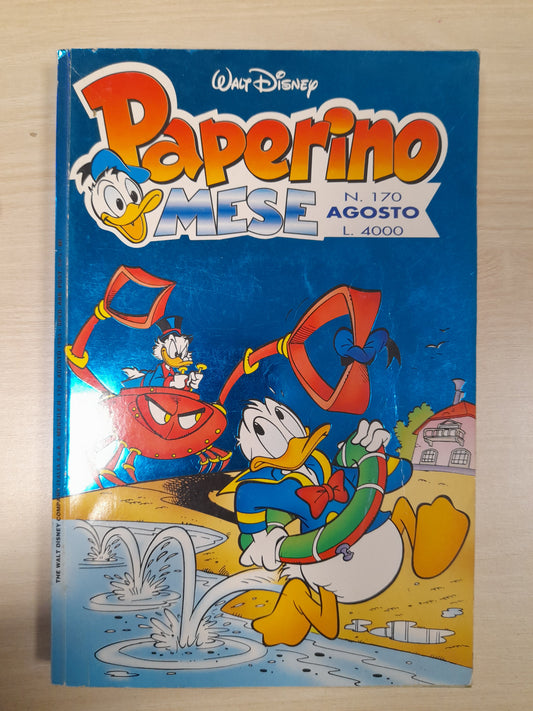 WALT DISNEY
Paperino
MESE
N. 170
AGOSTO
L. 4000
THE WALT DISNEY COMPANY